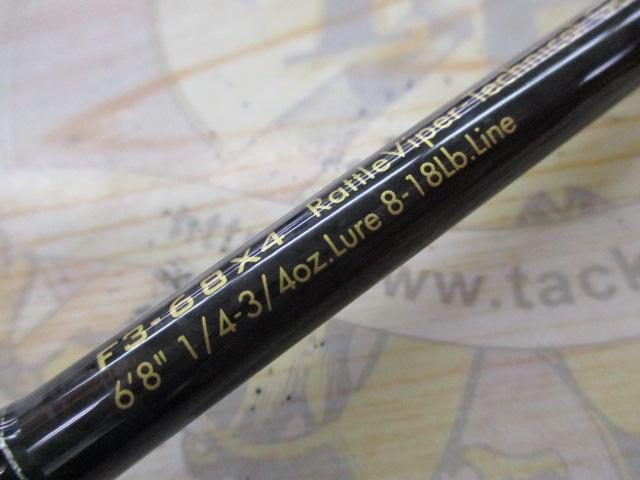 F3-68X4 RattleViper Technical
6'8" 1/4-3/4oz.Lure 8-18Lb.Line
www.tack